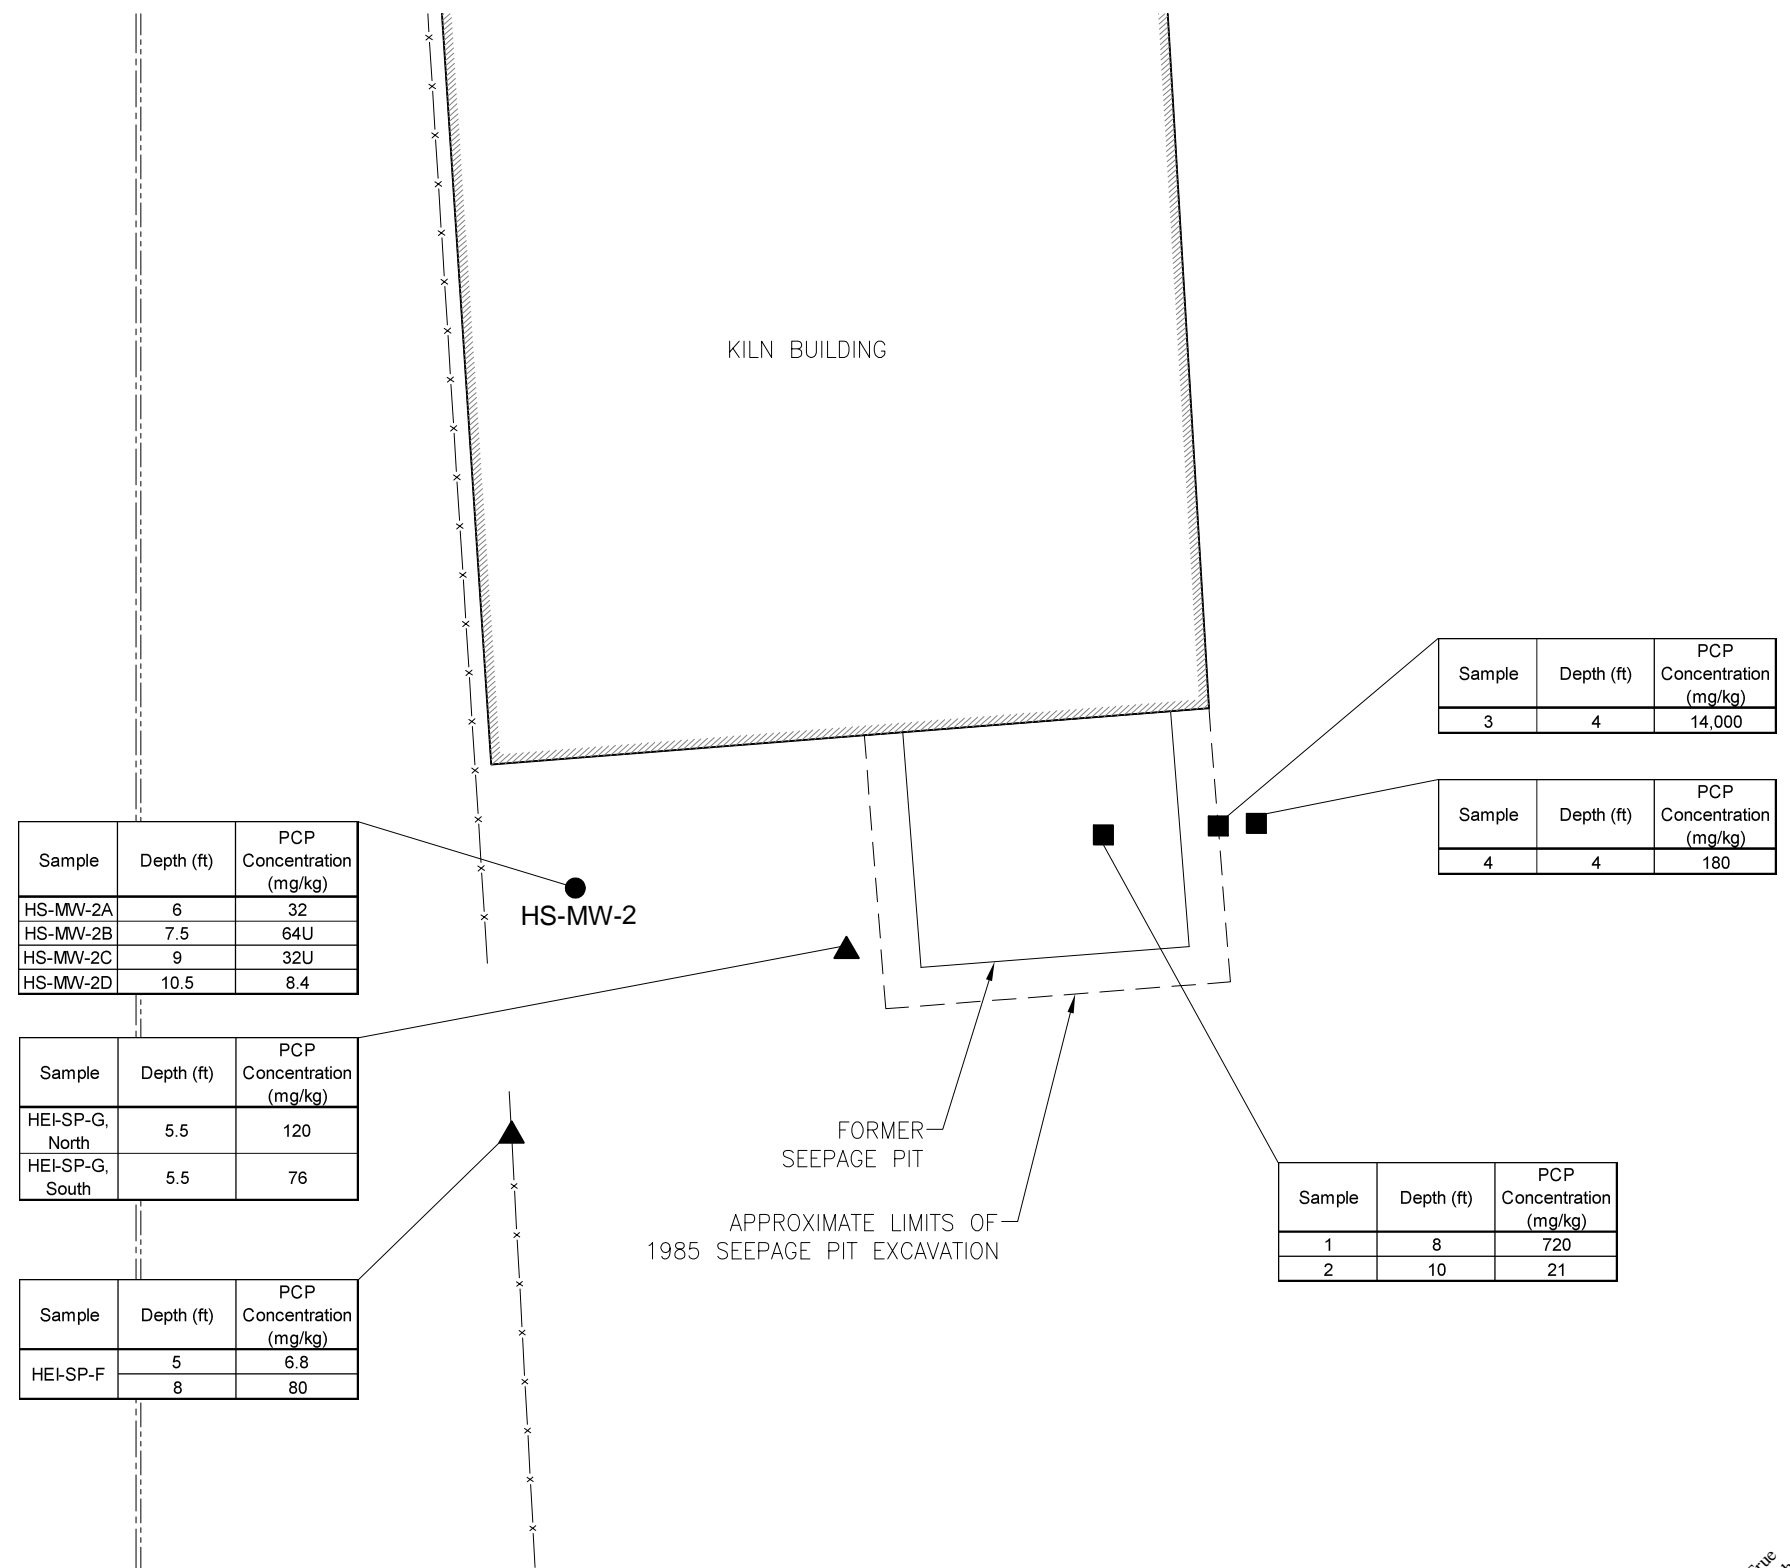 KILN BUILDING
PCP
Sample Depth (ft) Concentration
(mg/kg)
3 4 14,000
PCP
Sample Depth (ft) Concentration
(mg/kg)
4 4 180
PCP
Sample Depth (ft) Concentration
(mg/kg)
HS-MW-2A 6 32
HS-MW-2B 7.5 64U
HS-MW-2C 9 32U
HS-MW-2D 10.5 8.4
HS-MW-2
PCP
Sample Depth (ft) Concentration
(mg/kg)
HEI-SP-G,
North 5.5 120
HEI-SP-G,
South 5.5 76
FORMER
SEEPAGE PIT
APPROXIMATE LIMITS OF
1985 SEEPAGE PIT EXCAVATION
PCP
Sample Depth (ft) Concentration
(mg/kg)
1 8 720
2 10 21
PCP
Sample Depth (ft) Concentration
(mg/kg)
HEI-SP-F 5 6.8
8 80